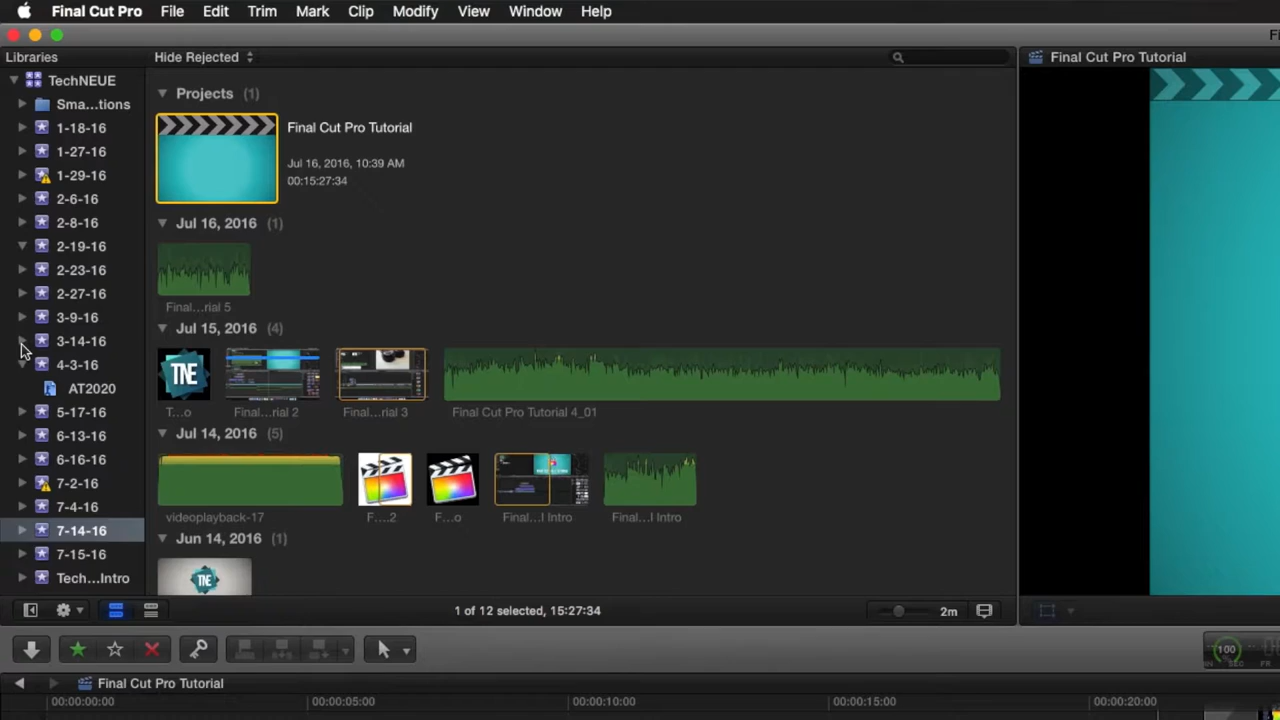 Final Cut Pro File Edit Trim Mark Clip Modify View Window Help
Libraries
Hide Rejected
Final Cut Pro Tutorial
TechNEUE
Sma...tions
1-18-16
1-27-16
1-29-16
2-6-16
2-8-16
2-19-16
2-23-16
2-27-16
3-9-16
3-14-16
4-3-16
AT2020
5-17-16
6-13-16
6-16-16
7-2-16
7-4-16
7-14-16
7-15-16
Tech...Intro
Projects (1)
Final Cut Pro Tutorial
Jul 16, 2016, 10:39 AM
00:15:27:34
Jul 16, 2016 (1)
Final...rial 5
Jul 15, 2016 (4)
TNE
T...o
Final...rial 2
Final...rial 3
Final Cut Pro Tutorial 4_01
Jul 14, 2016 (5)
videoplayback-17
F....2
F...o
Final...l Intro
Final...l Intro
Jun 14, 2016 (1)
TNE
1 of 12 selected, 15:27:34
2m
100
SEC
FR
Final Cut Pro Tutorial
00:00:00:00
00:00:05:00
00:00:10:00
00:00:15:00
00:00:20:00